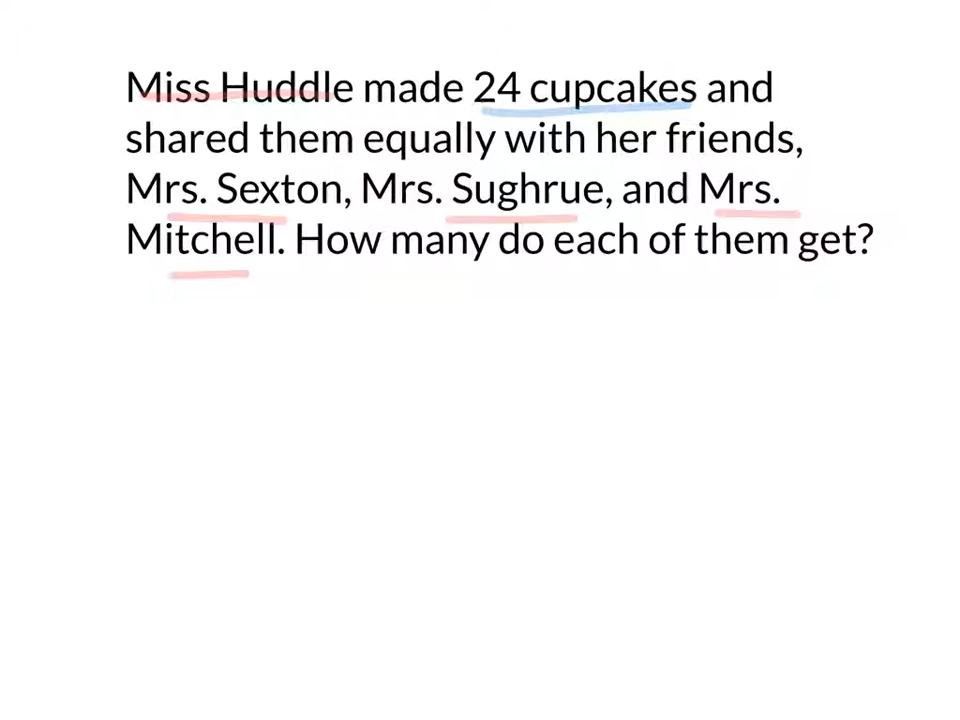 Miss Huddle made 24 cupcakes and
shared them equally with her friends,
Mrs. Sexton, Mrs. Sughrue, and Mrs.
Mitchell. How many do each of them get?